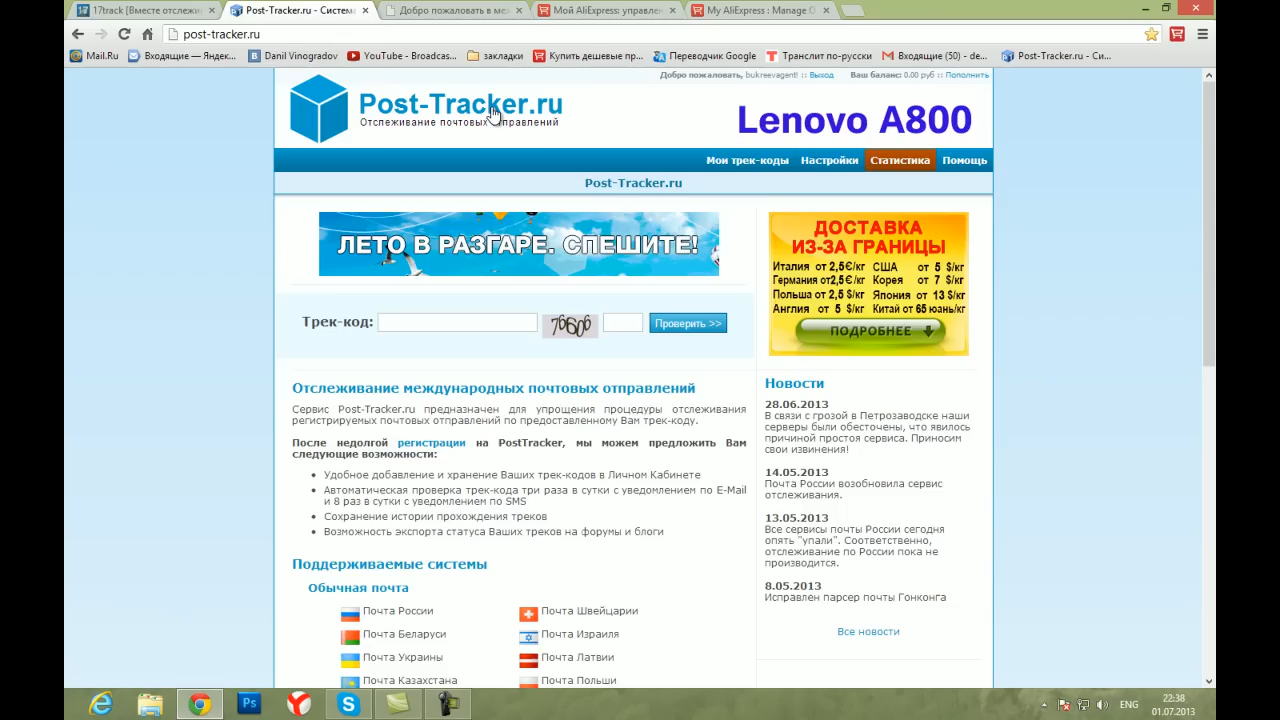 17track [Вместе отслежи
Post-Tracker.ru - Систем
Добро пожаловать в ме
Мой AliExpress: управлен
My AliExpress : Manage O
post-tracker.ru
Mail.Ru
Входящие — Яндек...
Danil Vinogradov
YouTube - Broadcas...
закладки
Купить дешевые пр...
Переводчик Google
Транслит по-русски
Входящие (50) - de...
Post-Tracker.ru - Си...
Добро пожаловать, bukreevagent! :: Выход
Ваш баланс: 0.00 руб :: Пополнить
Post-Tracker.ru
Отслеживание почтовых отправлений
Lenovo A800
Мои трек-коды Настройки Статистика Помощь
Post-Tracker.ru
ЛЕТО В РАЗГАРЕ. СПЕШИТЕ!
ДОСТАВКА
ИЗ-ЗА ГРАНИЦЫ
Италия от 2,5€/кг США от 5 $/кг
Германия от2,5€/кг Корея от 7 $/кг
Польша от 2,5 $/кг Япония от 13 $/кг
Англия от 5 $/кг Китай от 65 юань/кг
ПОДРОБНЕЕ
Трек-код:
76606
Проверить >>
Отслеживание международных почтовых отправлений
Сервис Post-Tracker.ru предназначен для упрощения процедуры отслеживания
регистрируемых почтовых отправлений по предоставленному Вам трек-коду.
После недолгой регистрации на PostTracker, мы можем предложить Вам
следующие возможности:
Удобное добавление и хранение Ваших трек-кодов в Личном Кабинете
Автоматическая проверка трек-кода три раза в сутки с уведомлением по E-Mail
и 8 раз в сутки с уведомлением по SMS
Сохранение истории прохождения треков
Возможность экспорта статуса Ваших треков на форумы и блоги
Поддерживаемые системы
Обычная почта
Почта России
Почта Швейцарии
Почта Беларуси
Почта Израиля
Почта Украины
Почта Латвии
Почта Казахстана
Почта Польши
Новости
28.06.2013
В связи с грозой в Петрозаводске наши
серверы были обесточены, что явилось
причиной простоя сервиса. Приносим
свои извинения!
14.05.2013
Почта России возобновила сервис
отслеживания.
13.05.2013
Все сервисы почты России сегодня
опять "упали". Соответственно,
отслеживание по России пока не
производится.
8.05.2013
Исправлен парсер почты Гонконга
Все новости
Ps
ENG
22:38
01.07.2013